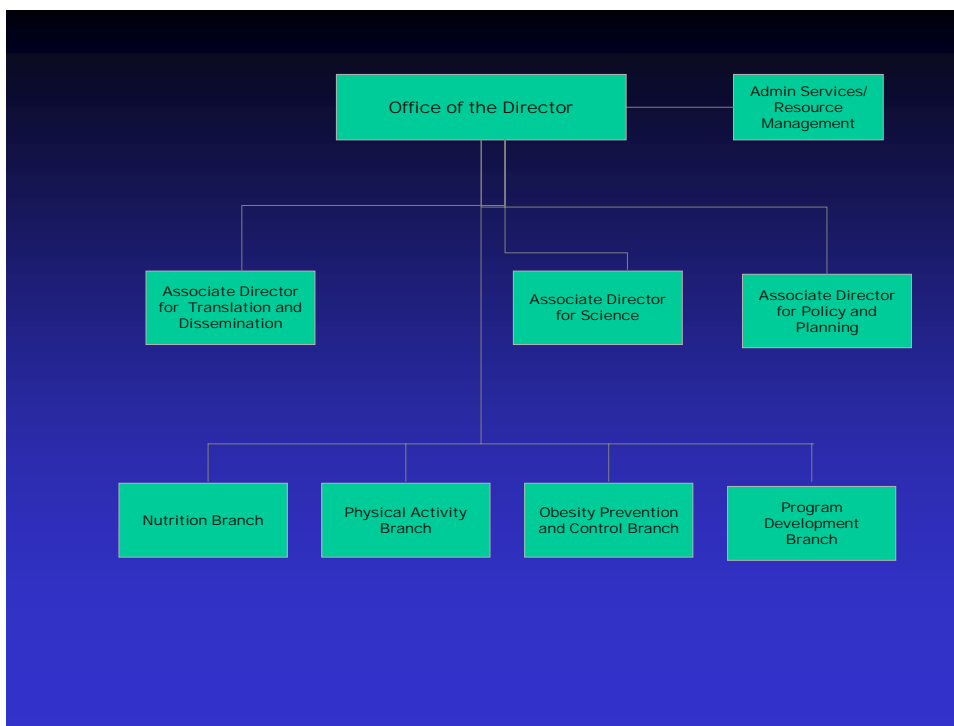 Office of the Director
Admin Services/
Resource
Management
Associate Director
for Translation and
Dissemination
Associate Director
for Science
Associate Director
for Policy and
Planning
Nutrition Branch
Physical Activity
Branch
Obesity Prevention
and Control Branch
Program
Development
Branch